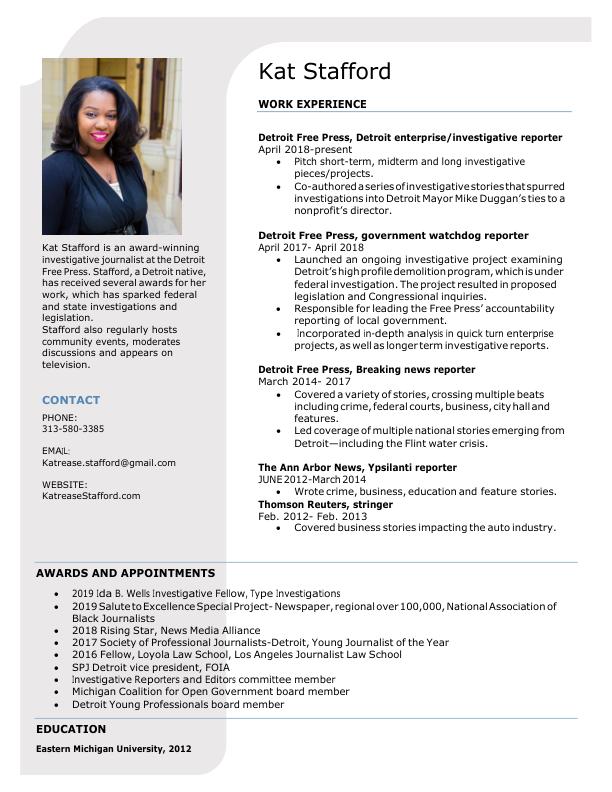 Kat Stafford
WORK EXPERIENCE
Detroit Free Press, Detroit enterprise/investigative reporter
April 2018-present
• Pitch short-term, midterm and long investigative
pieces/projects.
• Co-authored a series of investigative stories that spurred
investigations into Detroit Mayor Mike Duggan's ties to a
nonprofit's director.
Detroit Free Press, government watchdog reporter
April 2017- April 2018
• Launched an ongoing investigative project examining
Detroit's high profile demolition program, which is under
federal investigation. The project resulted in proposed
legislation and Congressional inquiries.
• Responsible for leading the Free Press' accountability
reporting of local government.
• Incorporated in-depth analysis in quick turn enterprise
projects, as well as longer term investigative reports.
Detroit Free Press, Breaking news reporter
March 2014- 2017
• Covered a variety of stories, crossing multiple beats
including crime, federal courts, business, city hall and
features.
• Led coverage of multiple national stories emerging from
Detroit—including the Flint water crisis.
The Ann Arbor News, Ypsilanti reporter
JUNE 2012-March 2014
• Wrote crime, business, education and feature stories.
Thomson Reuters, stringer
Feb. 2012- Feb. 2013
• Covered business stories impacting the auto industry.
Kat Stafford is an award-winning
investigative journalist at the Detroit
Free Press. Stafford, a Detroit native,
has received several awards for her
work, which has sparked federal
and state investigations and
legislation.
Stafford also regularly hosts
community events, moderates
discussions and appears on
television.
CONTACT
PHONE:
313-580-3385
EMAIL:
Katrease.stafford@gmail.com
WEBSITE:
KatreaseStafford.com
AWARDS AND APPOINTMENTS
• 2019 Ida B. Wells Investigative Fellow, Type Investigations
• 2019 Salute to Excellence Special Project- Newspaper, regional over 100,000, National Association of
Black Journalists
• 2018 Rising Star, News Media Alliance
• 2017 Society of Professional Journalists-Detroit, Young Journalist of the Year
• 2016 Fellow, Loyola Law School, Los Angeles Journalist Law School
• SPJ Detroit vice president, FOIA
• Investigative Reporters and Editors committee member
• Michigan Coalition for Open Government board member
• Detroit Young Professionals board member
EDUCATION
Eastern Michigan University, 2012